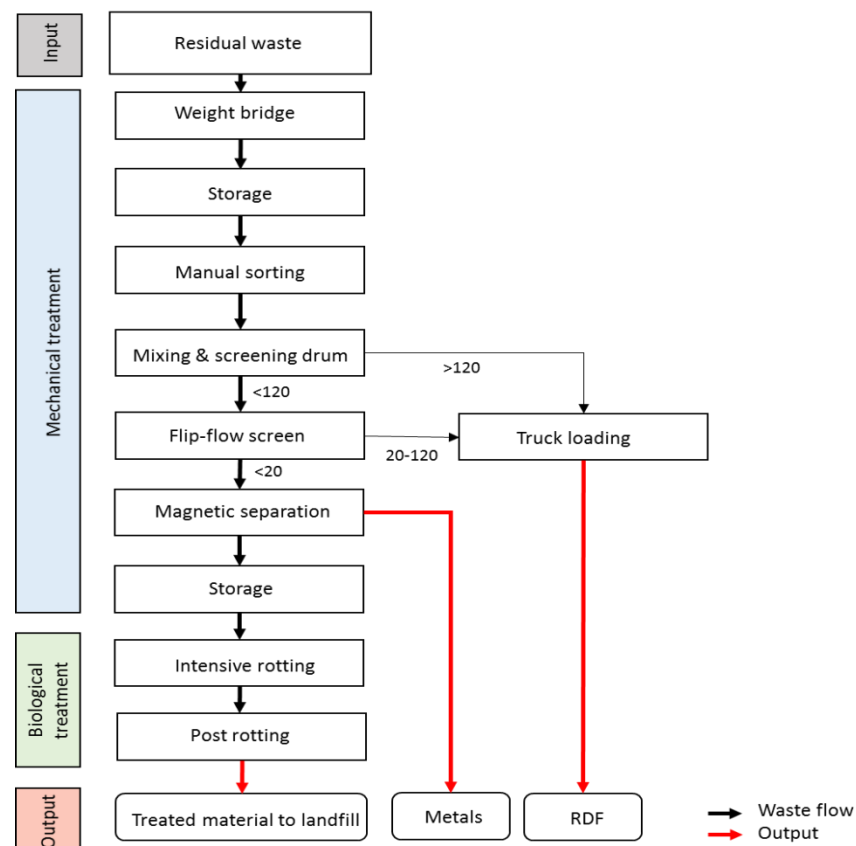 Input
Residual waste
Mechanical treatment
Weight bridge
Storage
Manual sorting
Mixing & screening drum
>120
<120
Flip-flow screen
20-120
Truck loading
<20
Magnetic separation
Storage
Biological
treatment
Intensive rotting
Post rotting
Output
Treated material to landfill
Metals
RDF
Waste flow
Output